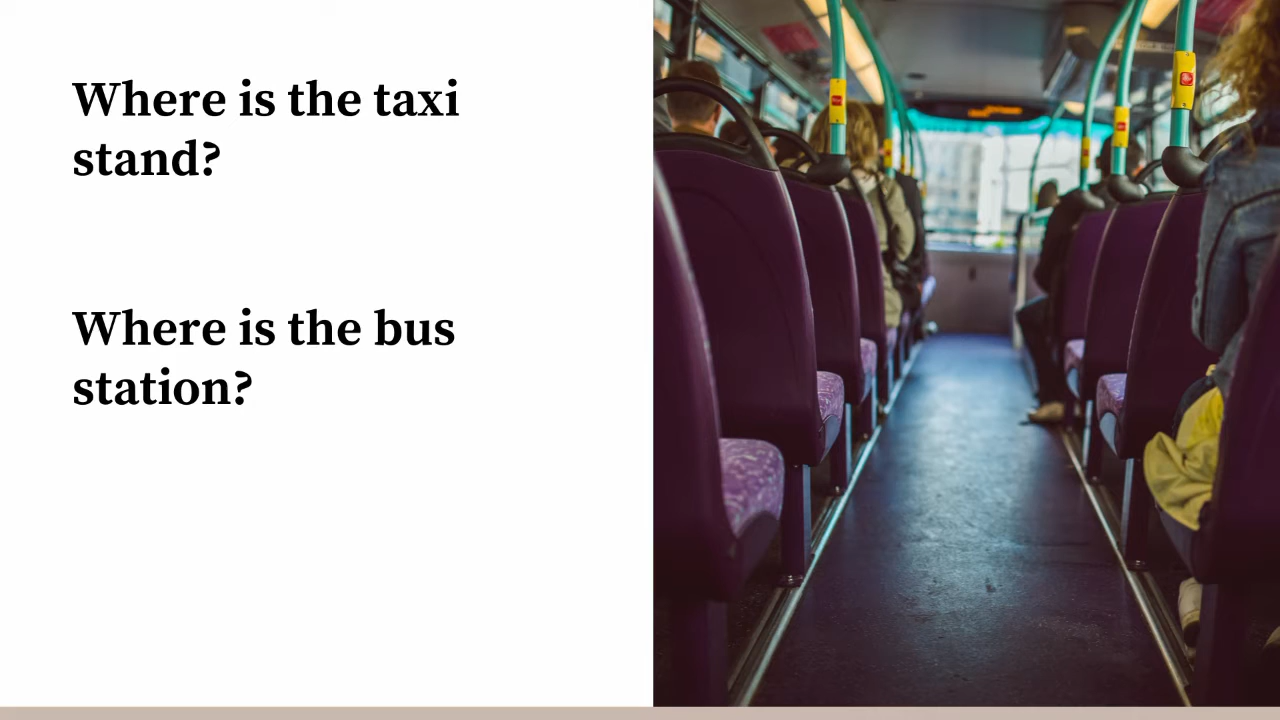 Where is the taxi
stand?
Where is the bus
station?